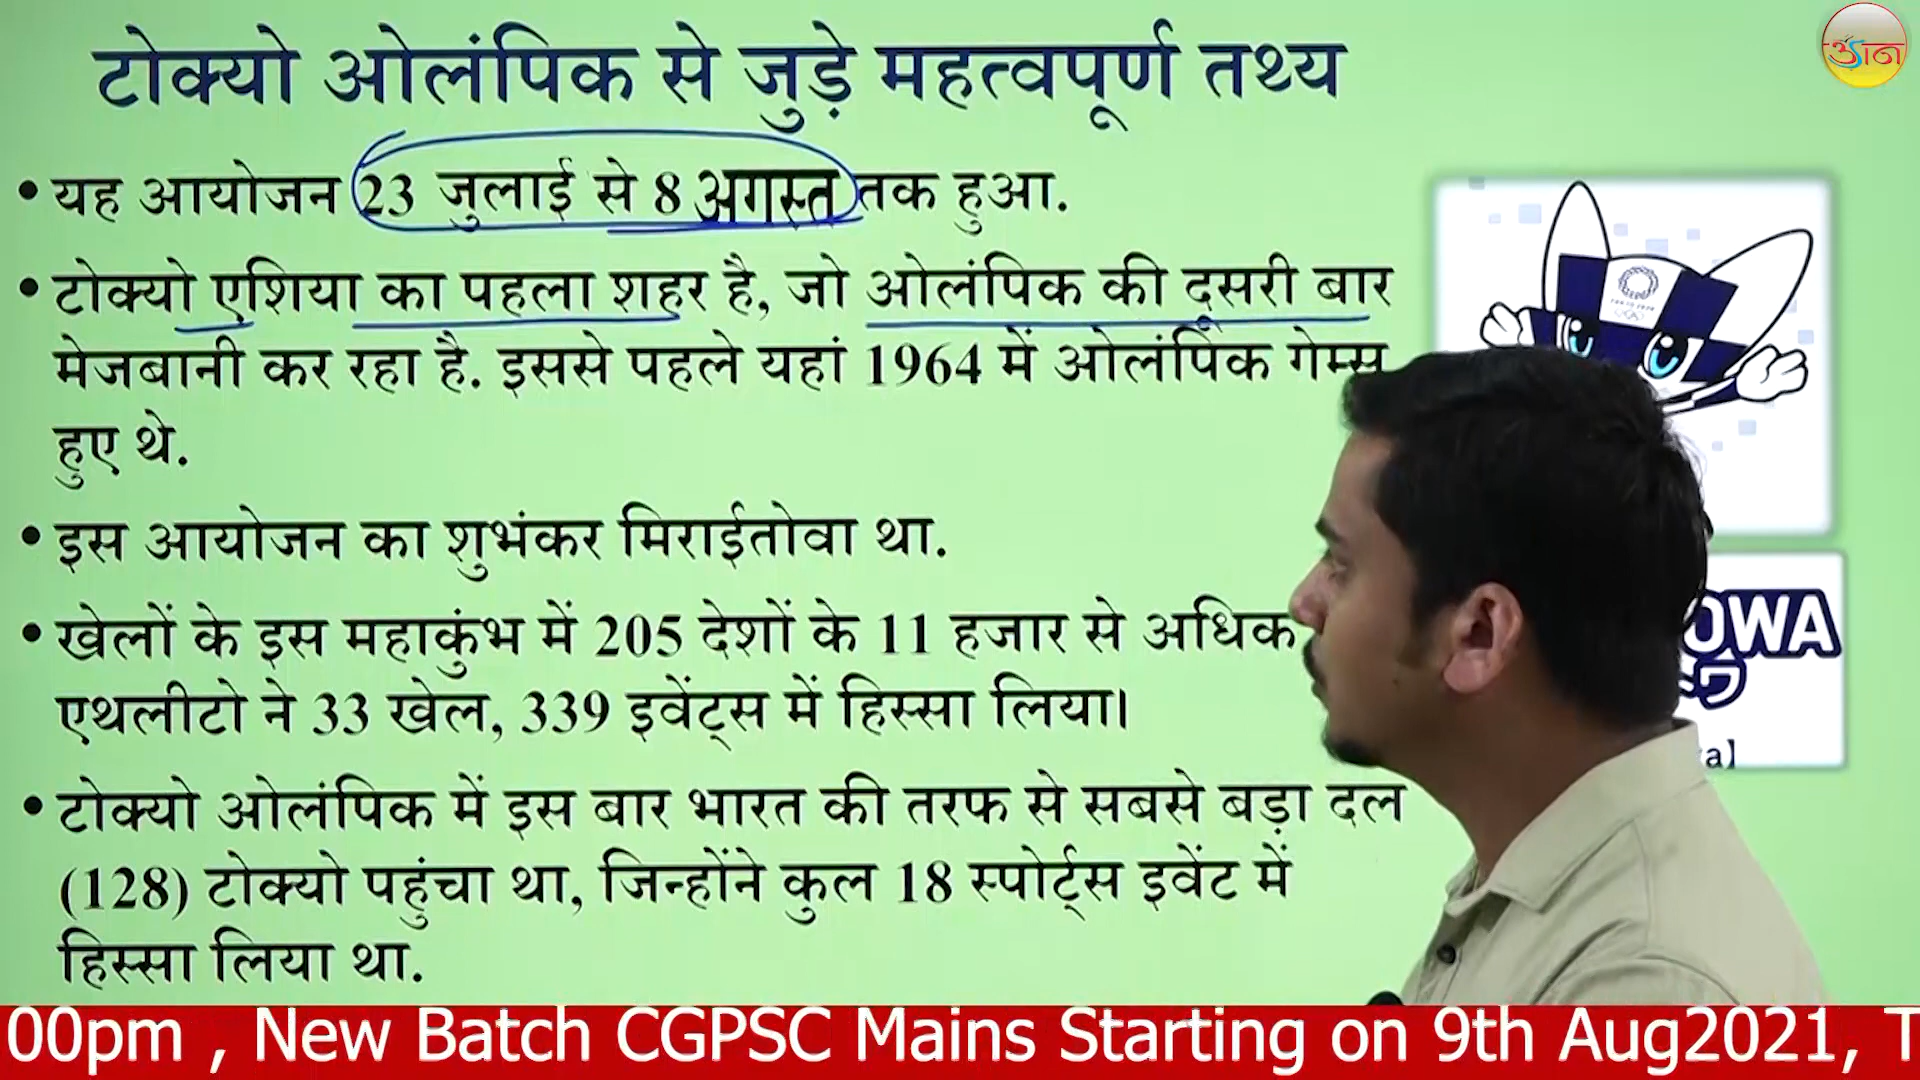 टोक्यो ओलंपिक से जुड़े महत्वपूर्ण तथ्य
• यह आयोजन 23 जुलाई से 8 अगस्त तक हुआ.
• टोक्यो एशिया का पहला शहर है, जो ओलंपिक की दूसरी बार
मेजबानी कर रहा है. इससे पहले यहां 1964 में ओलंपिक गेम्स
हुए थे.
• इस आयोजन का शुभंकर मिराईतोवा था.
• खेलों के इस महाकुंभ में 205 देशों के 11 हजार से अधिक
एथलीटो ने 33 खेल, 339 इवेंट्स में हिस्सा लिया।
• टोक्यो ओलंपिक में इस बार भारत की तरफ से सबसे बड़ा दल
(128) टोक्यो पहुंचा था, जिन्होंने कुल 18 स्पोर्ट्स इवेंट में
हिस्सा लिया था.
OWA
00pm , New Batch CGPSC Mains Starting on 9th Aug2021, T